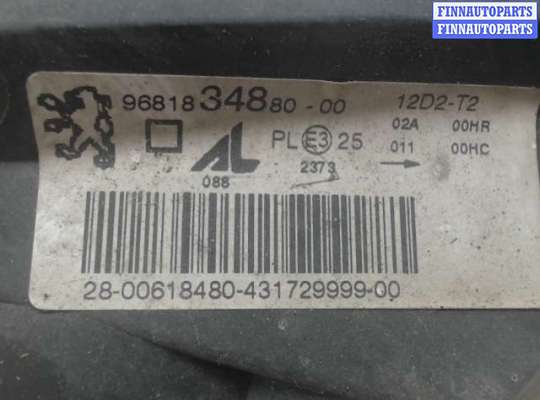 FINNAUTOPARTS
FINNAUTOPARTS
9681834880-00 12D2-T2
02A 00HR
AL PL E3 25 011 00HC
088 2373
28-00618480-431729999-00